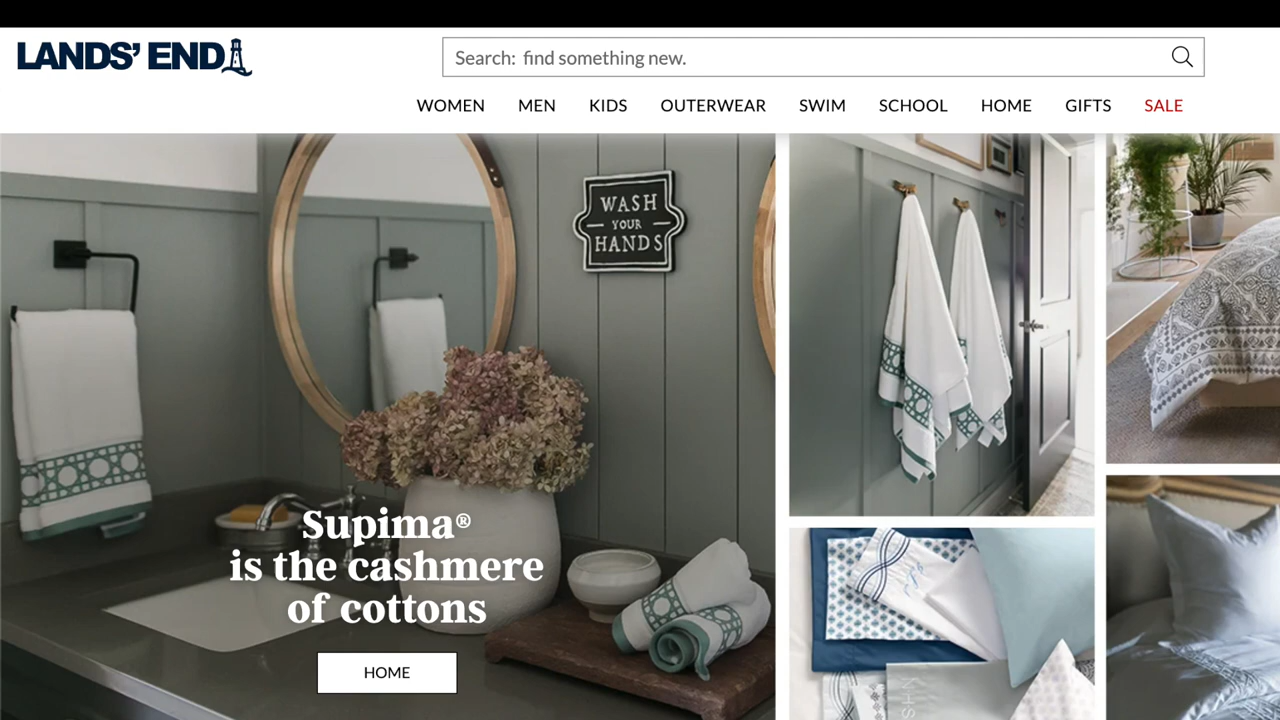 LANDS' END
Search: find something new.
WOMEN MEN KIDS OUTERWEAR SWIM SCHOOL HOME GIFTS SALE
WASH
YOUR
HANDS
Supima®
is the cashmere
of cottons
HOME